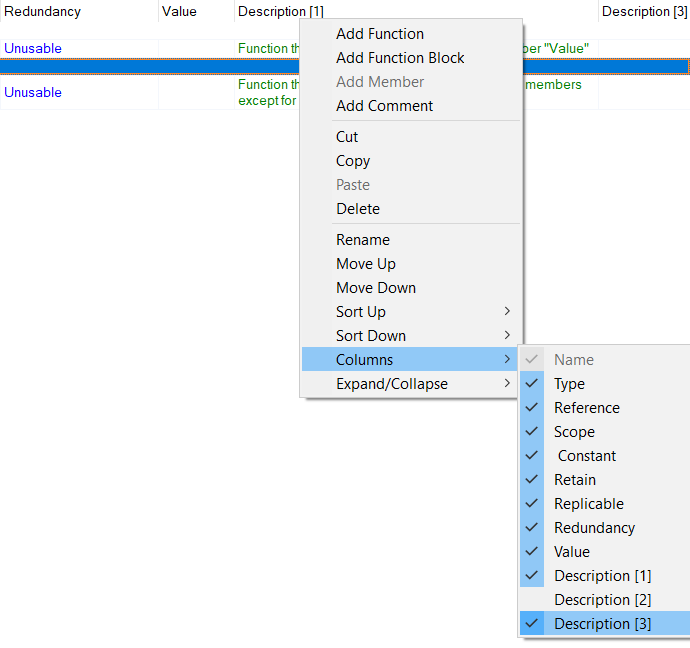 Redundancy Value Description [1] Description [3]
Unusable Function th ber "Value"
Unusable Function th members
except for
Add Function
Add Function Block
Add Member
Add Comment
Cut
Copy
Paste
Delete
Rename
Move Up
Move Down
Sort Up
Sort Down
Columns
Expand/Collapse
Name
Type
Reference
Scope
Constant
Retain
Replicable
Redundancy
Value
Description [1]
Description [2]
Description [3]